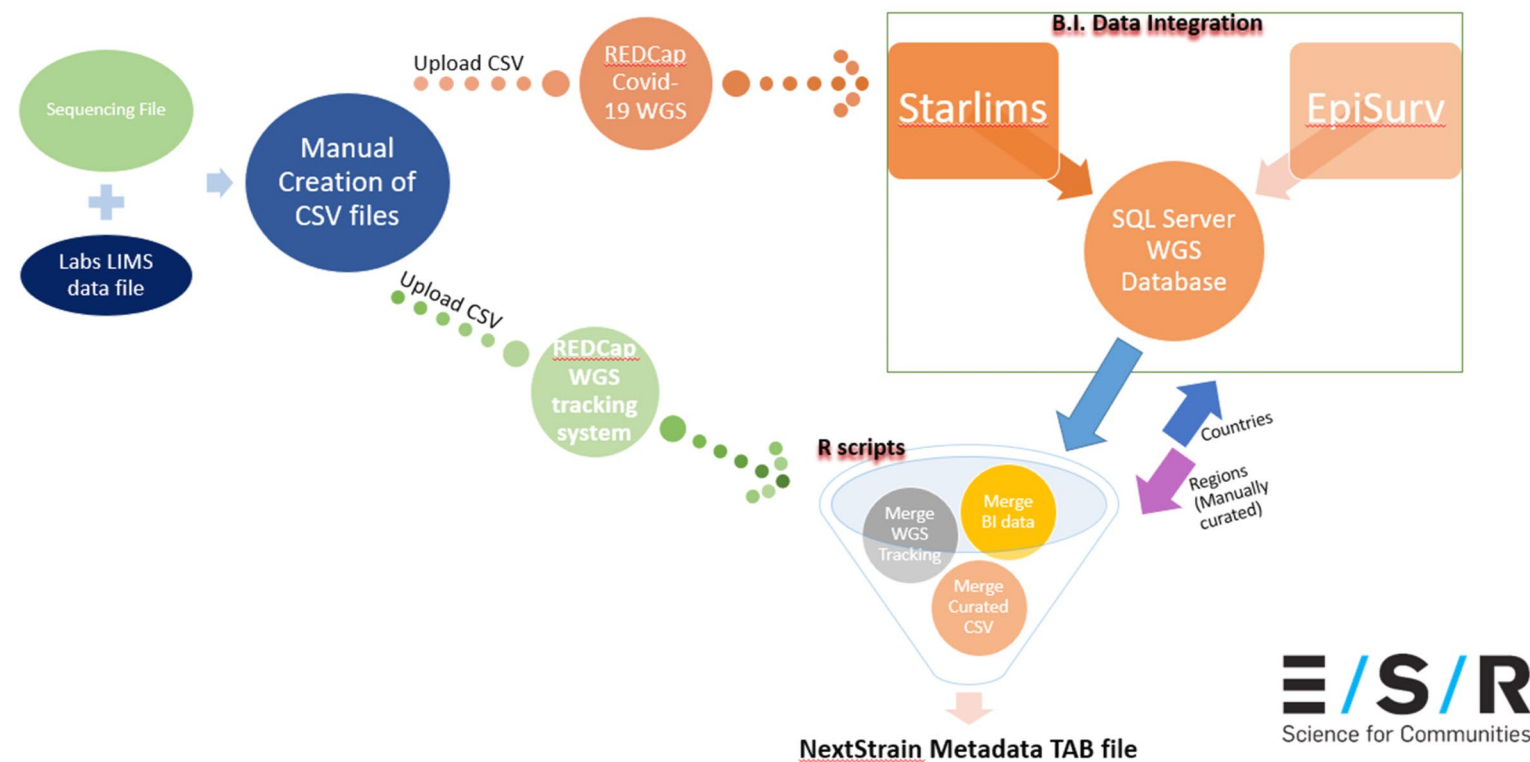 B.I. Data Integration
Sequencing File
Labs LIMS
data file
Manual
Creation of
CSV files
Upload CSV
REDCap
Covid-
19 WGS
Starlims
EpiSurv
SQL Server
WGS
Database
Upload CSV
REDCap
WGS
tracking
system
Countries
Regions
(Manually
curated)
R scripts
Merge
WGS
Tracking
Merge
BI data
Merge
Curated
CSV
NextStrain Metadata TAB file
E/S/R
Science for Communities